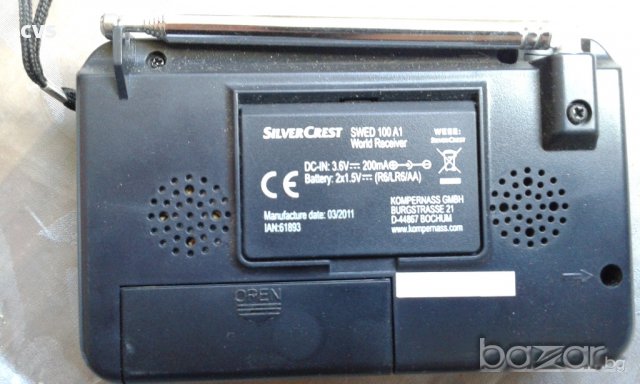 cvs
SILVERCREST
SWED 100 A1
World Receiver
WEEE:
SILVERCREST
DC-IN: 3.6V 200mA
Battery: 2x1.5V (R6/LR6/AA)
CE
Manufacture date: 03/2011
IAN:61893
KOMPERNASS GMBH
BURGSTRASSE 21
D-44867 BOCHUM
www.kompernass.com
OPEN
bazar.bg